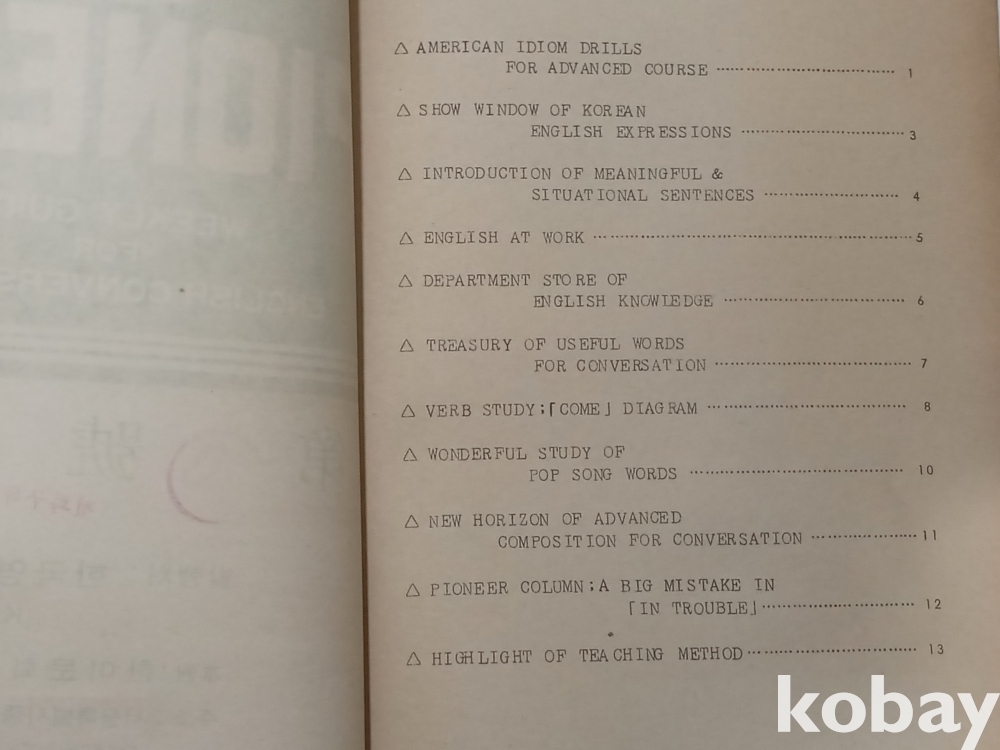 △ AMERICAN IDIOM DRILLS
FOR ADVANCED COURSE ······························ 1
△ SHOW WINDOW OF KOREAN
ENGLISH EXPRESSIONS ······························ 3
△ INTRODUCTION OF MEANINGFUL &
SITUATIONAL SENTENCES ······························ 4
△ ENGLISH AT WORK ······························ 5
△ DEPARTMENT STORE OF
ENGLISH KNOWLEDGE ······························ 6
△ TREASURY OF USEFUL WORDS
FOR CONVERSATION ······························ 7
△ VERB STUDY;「COME」 DIAGRAM ······························ 8
△ WONDERFUL STUDY OF
POP SONG WORDS ······························ 10
△ NEW HORIZON OF ADVANCED
COMPOSITION FOR CONVERSATION ··················· 11
△ PIONEER COLUMN;A BIG MISTAKE IN
「IN TROUBLE」 ··························· 12
△ HIGHLIGHT OF TEACHING METHOD ··························· 13
kobay